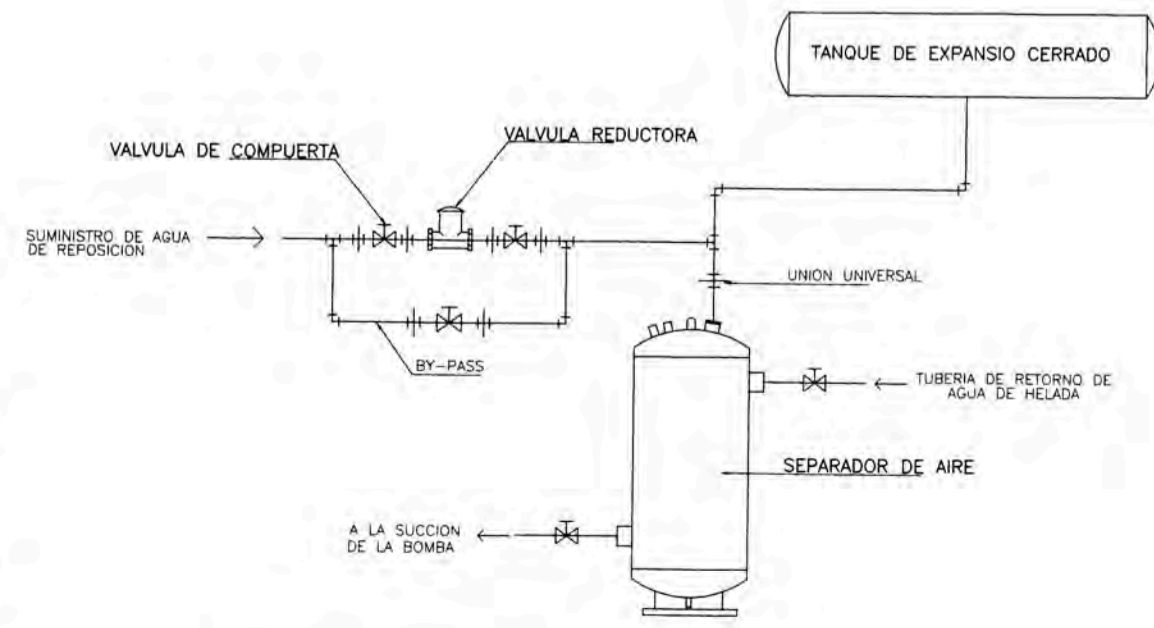 TANQUE DE EXPANSIO CERRADO
VALVULA REDUCTORA
VALVULA DE COMPUERTA
SUMINISTRO DE AGUA
DE REPOSICION
UNION UNIVERSAL
BY-PASS
TUBERIA DE RETORNO DE
AGUA DE HELADA
SEPARADOR DE AIRE
A LA SUCCION
DE LA BOMBA